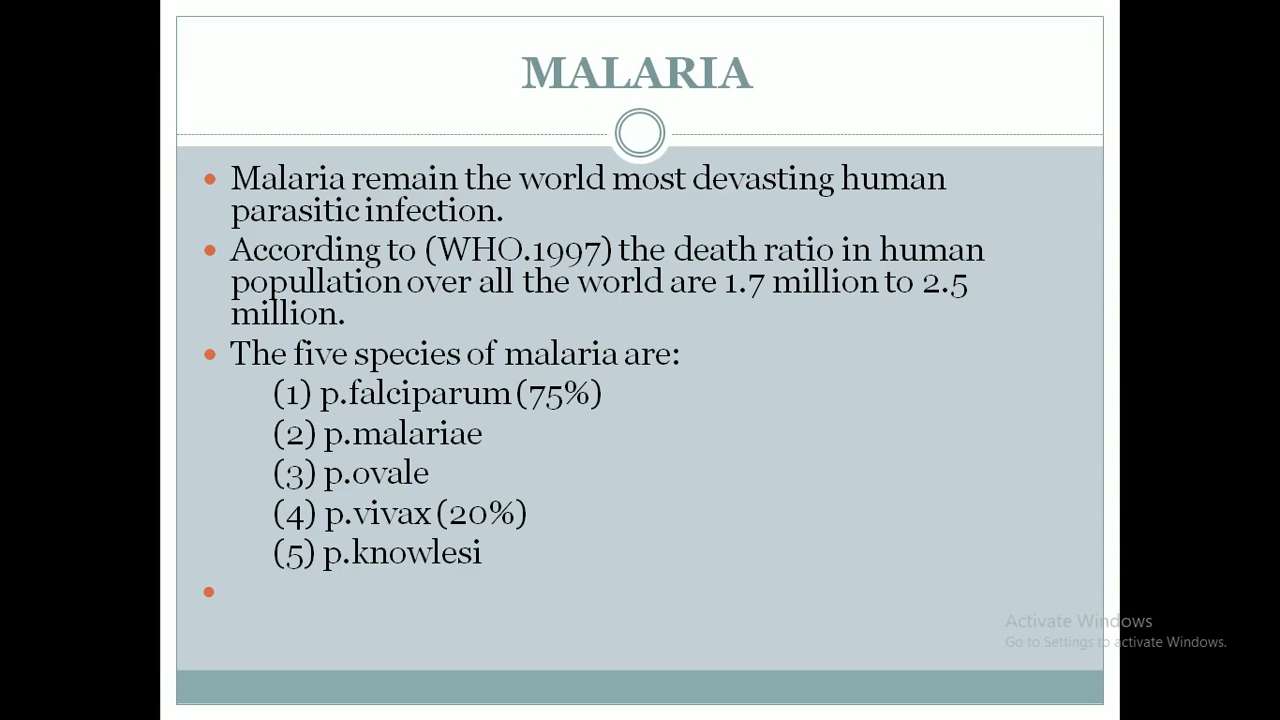 MALARIA
Malaria remain the world most devasting human
parasitic infection.
According to (WHO.1997) the death ratio in human
popullation over all the world are 1.7 million to 2.5
million.
The five species of malaria are:
(1) p.falciparum (75%)
(2) p.malariae
(3) p.ovale
(4) p.vivax (20%)
(5) p.knowlesi
Activate Windows
Go to Settings to activate Windows.